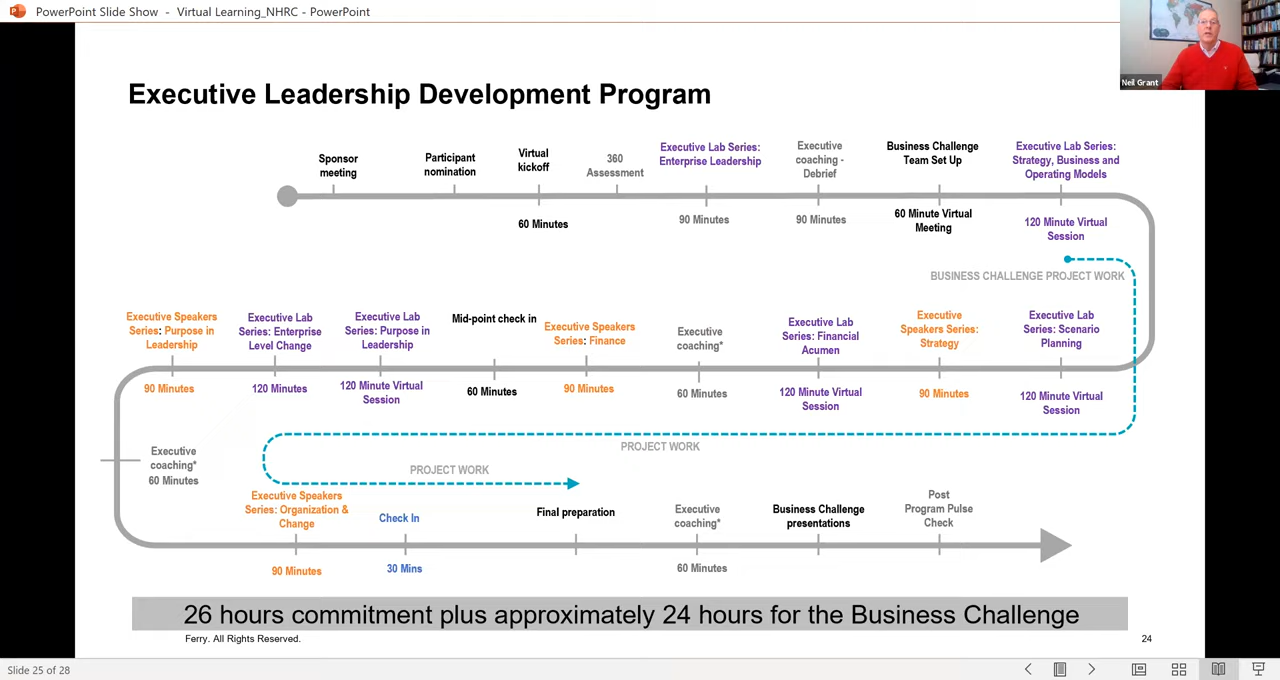 PowerPoint Slide Show - Virtual Learning_NHRC - PowerPoint
Neil Grant
Executive Leadership Development Program
Sponsor
meeting
Participant
nomination
Virtual
kickoff
60 Minutes
360
Assessment
Executive Lab Series:
Enterprise Leadership
90 Minutes
Executive
coaching -
Debrief
90 Minutes
Business Challenge
Team Set Up
60 Minute Virtual
Meeting
Executive Lab Series:
Strategy, Business and
Operating Models
120 Minute Virtual
Session
BUSINESS CHALLENGE PROJECT WORK
Executive Speakers
Series: Purpose in
Leadership
90 Minutes
Executive Lab
Series: Enterprise
Level Change
120 Minutes
Executive Lab
Series: Purpose in
Leadership
120 Minute Virtual
Session
Mid-point check in
60 Minutes
Executive Speakers
Series: Finance
90 Minutes
Executive
coaching*
60 Minutes
Executive Lab
Series: Financial
Acumen
120 Minute Virtual
Session
Executive
Speakers Series:
Strategy
90 Minutes
Executive Lab
Series: Scenario
Planning
120 Minute Virtual
Session
PROJECT WORK
Executive
coaching*
60 Minutes
PROJECT WORK
Executive Speakers
Series: Organization &
Change
90 Minutes
Check In
30 Mins
Final preparation
Executive
coaching*
60 Minutes
Business Challenge
presentations
Post
Program Pulse
Check
26 hours commitment plus approximately 24 hours for the Business Challenge
Ferry. All Rights Reserved.
24
Slide 25 of 28